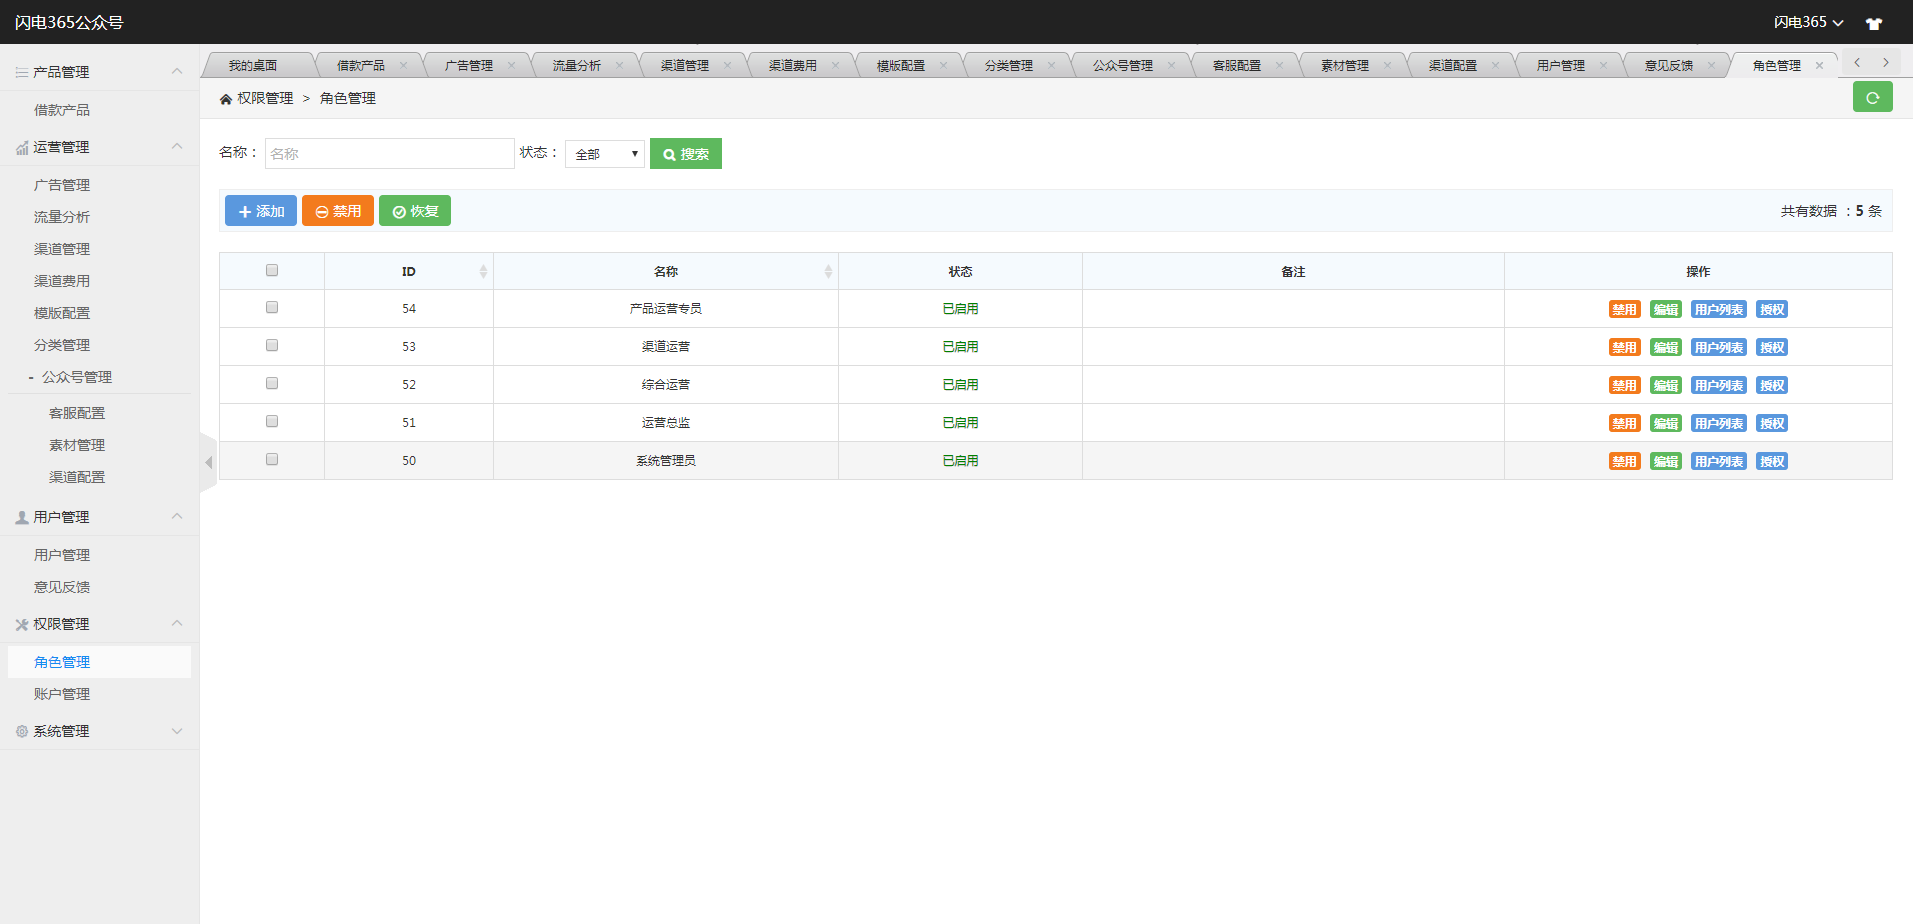 闪电365公众号
闪电365
产品管理
借款产品
运营管理
广告管理
流量分析
渠道管理
渠道费用
模版配置
分类管理
- 公众号管理
客服配置
素材管理
渠道配置
用户管理
用户管理
意见反馈
权限管理
角色管理
账户管理
系统管理
我的桌面 借款产品 广告管理 流量分析 渠道管理 渠道费用 模版配置 分类管理 公众号管理 客服配置 素材管理 渠道配置 用户管理 意见反馈 角色管理
权限管理 > 角色管理
名称： 名称 状态： 全部 搜索
添加 禁用 恢复 共有数据 ：5 条
ID 名称 状态 备注 操作
54 产品运营专员 已启用 禁用 编辑 用户列表 授权
53 渠道运营 已启用 禁用 编辑 用户列表 授权
52 综合运营 已启用 禁用 编辑 用户列表 授权
51 运营总监 已启用 禁用 编辑 用户列表 授权
50 系统管理员 已启用 禁用 编辑 用户列表 授权